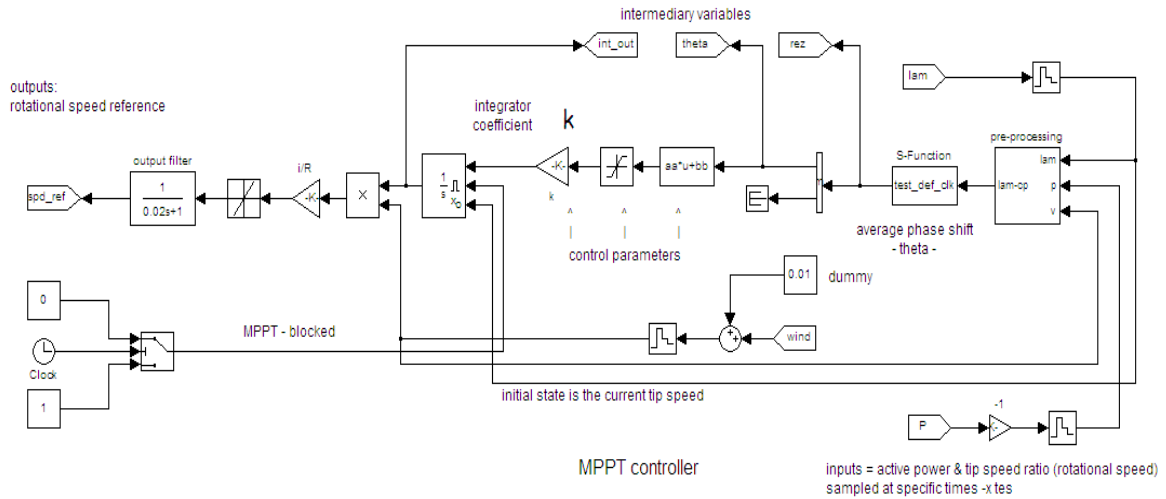 intermediary variables
int_out
theta
rez
lam
outputs:
rotational speed reference
integrator
coefficient
k
pre-processing
output filter
i/R
S-Function
1
0.02s+1
spd_ref
-K-
X
1
s
xo
-K-
k
aa*u+bb
test_def_clk
lam-op
lam
p
v
average phase shift
- theta -
control parameters
0.01
dummy
0
MPPT - blocked
wind
Clock
1
initial state is the current tip speed
-1
P
K-
MPPT controller
inputs = active power & tip speed ratio (rotational speed)
sampled at specific times -x tes